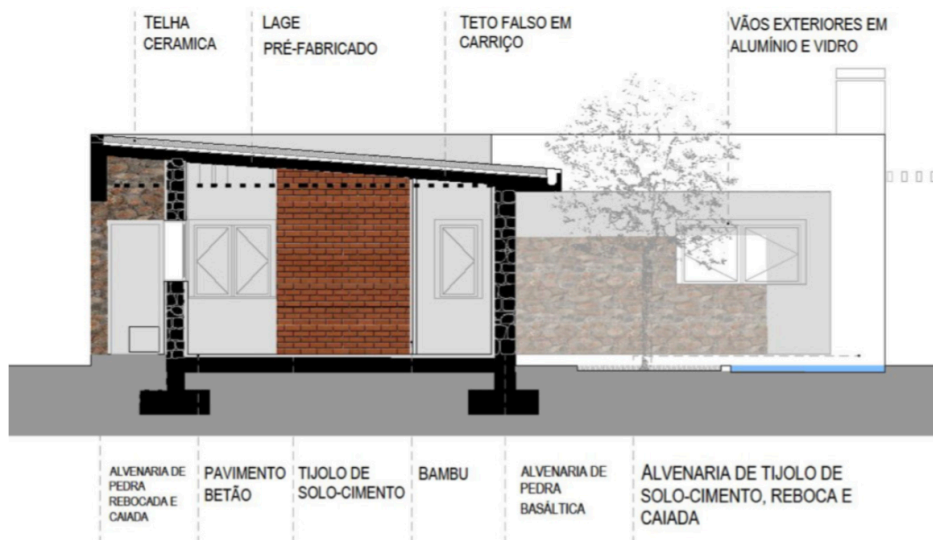 TELHA
CERAMICA
LAGE
PRÉ-FABRICADO
TETO FALSO EM
CARRIÇO
VÃOS EXTERIORES EM
ALUMÍNIO E VIDRO
ALVENARIA DE
PEDRA
REBOCADA E
CAIADA
PAVIMENTO
BETÃO
TIJOLO DE
SOLO-CIMENTO
BAMBU
ALVENARIA DE
PEDRA
BASÁLTICA
ALVENARIA DE TIJOLO DE
SOLO-CIMENTO, REBOCA E
CAIADA